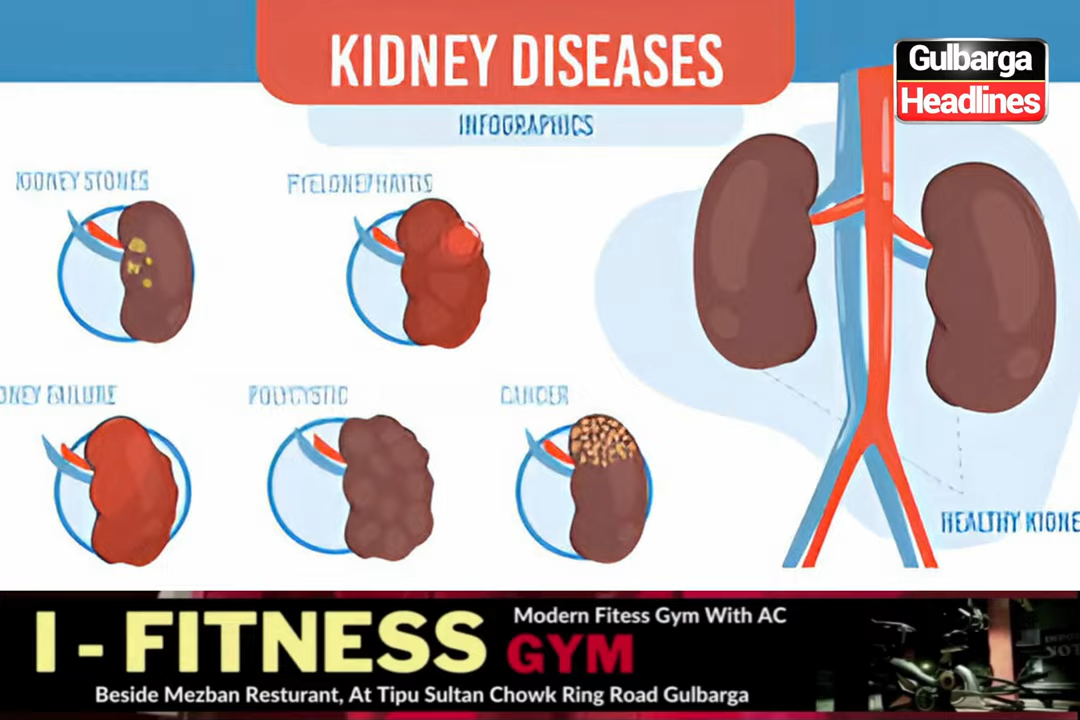 KIDNEY DISEASES
Gulbarga
Headlines
INFOGRAPHICS
KIDNEY STONES
PYELONEPHRITIS
POLYCYSTIC
CANCER
HEALTHY
I - FITNESS
Modern Fitess Gym With AC
GYM
Beside Mezban Resturant, At Tipu Sultan Chowk Ring Road Gulbarga